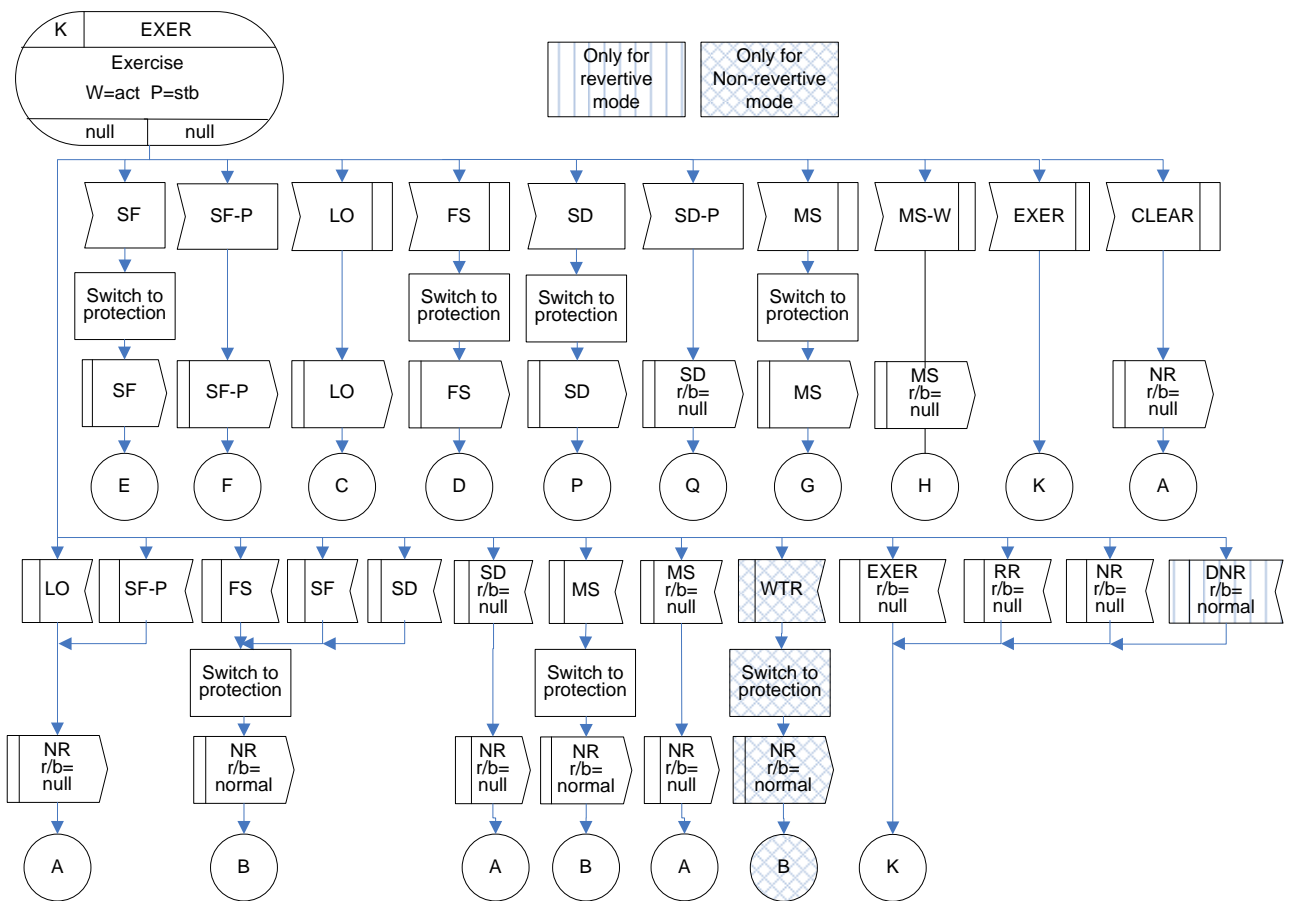 K EXER
Exercise
W=act P=stb
null null
Only for
revertive
mode
Only for
Non-revertive
mode
SF SF-P LO FS SD SD-P MS MS-W EXER CLEAR
Switch to
protection
Switch to
protection
Switch to
protection
Switch to
protection
SF
SF-P
LO
FS
SD
SD
r/b=
null
MS
MS
r/b=
null
NR
r/b=
null
E F C D P Q G H K A
LO
SF-P
FS
SF
SD
SD
r/b=
null
MS
MS
r/b=
null
WTR
EXER
r/b=
null
RR
r/b=
null
NR
r/b=
null
DNR
r/b=
normal
Switch to
protection
Switch to
protection
Switch to
protection
NR
r/b=
null
NR
r/b=
normal
NR
r/b=
null
NR
r/b=
normal
NR
r/b=
null
NR
r/b=
normal
A B A B A B K